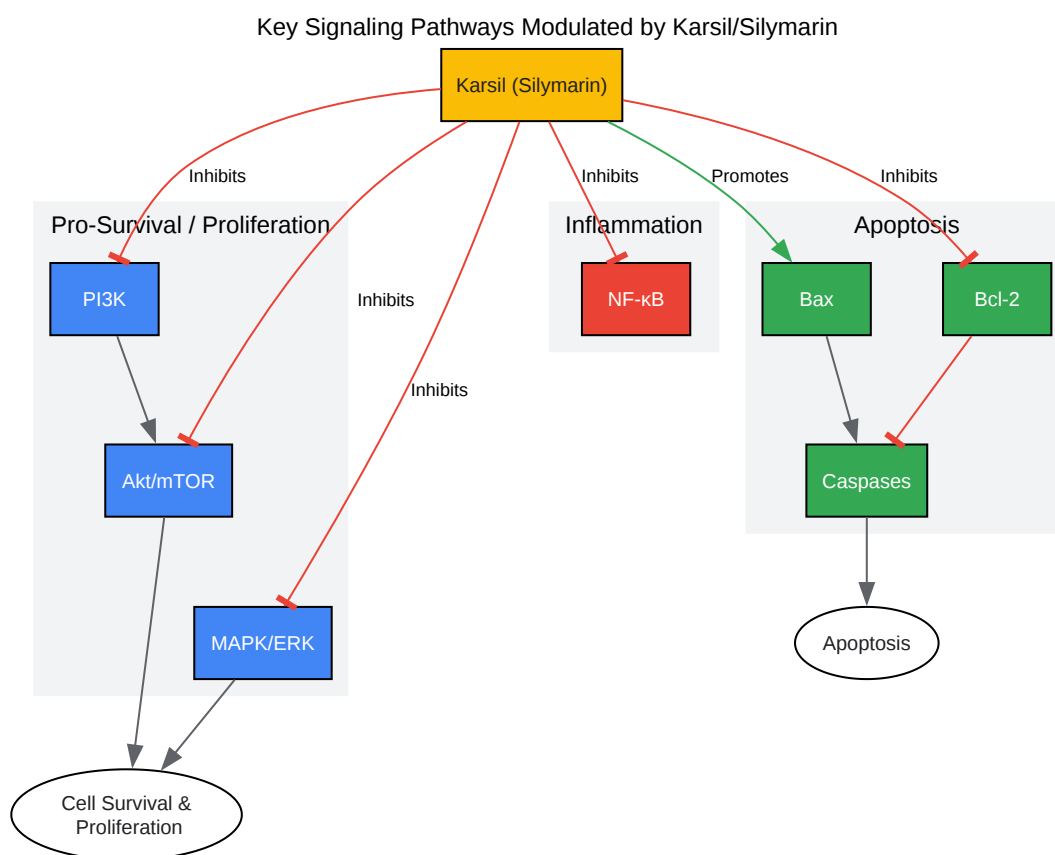 Key Signaling Pathways Modulated by Karsil/Silymarin
Karsil (Silymarin)
Inhibits
Inhibits
Promotes
Inhibits
Pro-Survival / Proliferation
Inflammation
Apoptosis
PI3K
Inhibits
NF-κB
Bax
Bcl-2
Inhibits
Akt/mTOR
Caspases
MAPK/ERK
Apoptosis
Cell Survival &
Proliferation